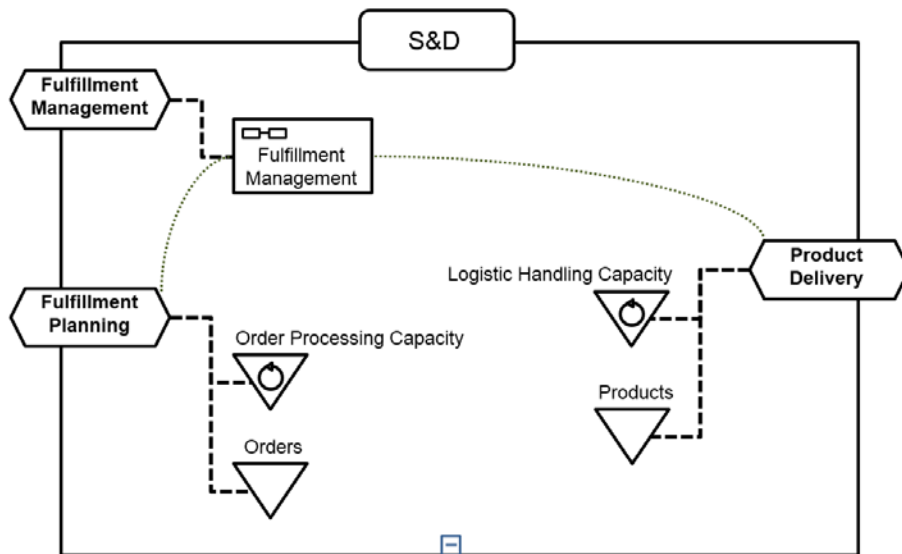 S&D
Fulfillment
Management
Fulfillment
Management
Product
Delivery
Logistic Handling Capacity
Fulfillment
Planning
Order Processing Capacity
Products
Orders